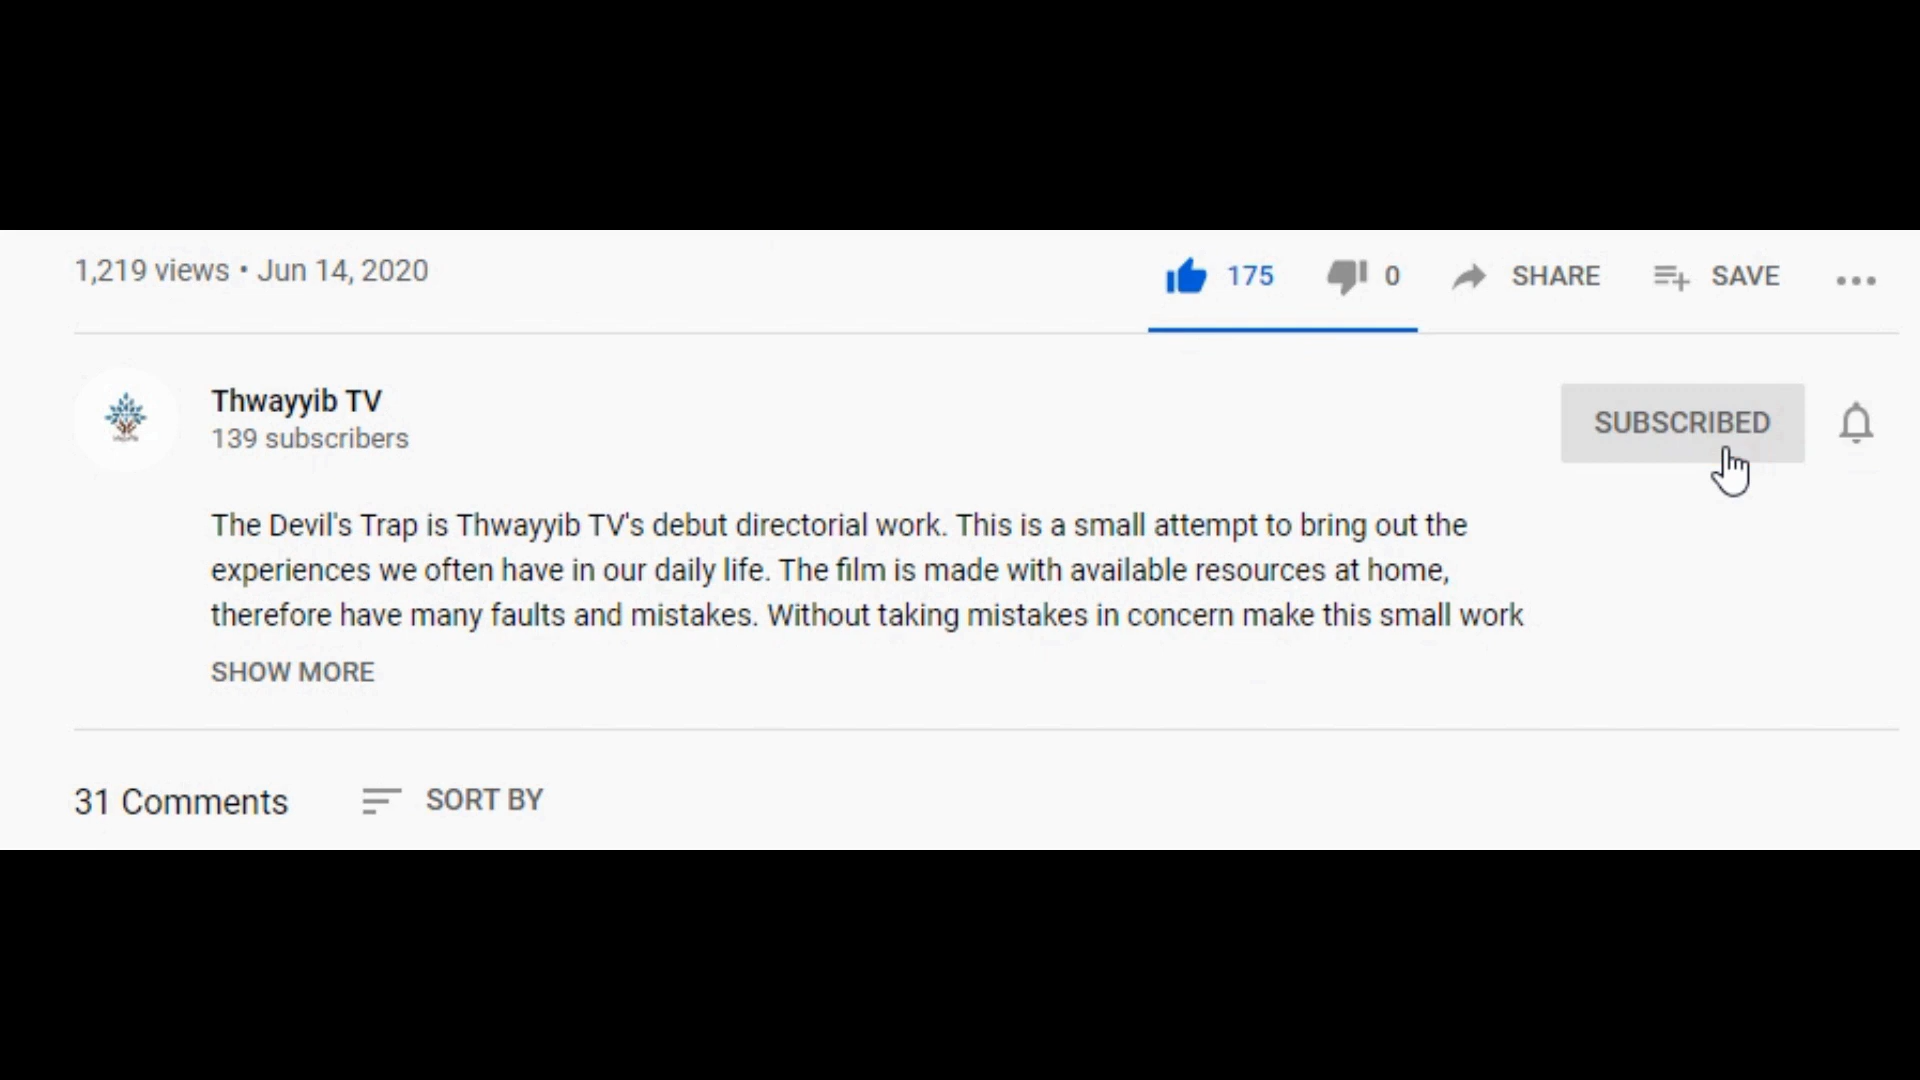 1,219 views • Jun 14, 2020
175
0
SHARE
SAVE
Thwayyib TV
139 subscribers
SUBSCRIBED
The Devil's Trap is Thwayyib TV's debut directorial work. This is a small attempt to bring out the
experiences we often have in our daily life. The film is made with available resources at home,
therefore have many faults and mistakes. Without taking mistakes in concern make this small work
SHOW MORE
31 Comments
SORT BY